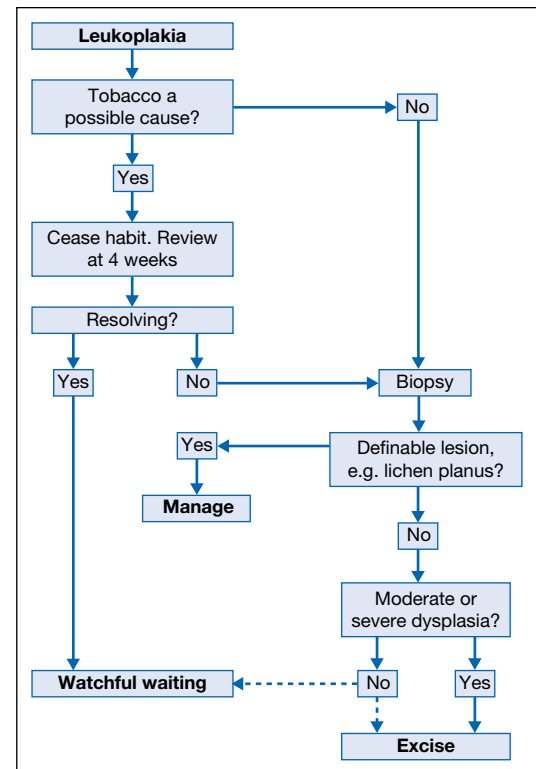 Leukoplakia
Tobacco a
possible cause?
No
Yes
Cease habit. Review
at 4 weeks
Resolving?
Yes
No
Biopsy
Yes
Definable lesion,
e.g. lichen planus?
Manage
No
Moderate or
severe dysplasia?
Watchful waiting
No
Yes
Excise